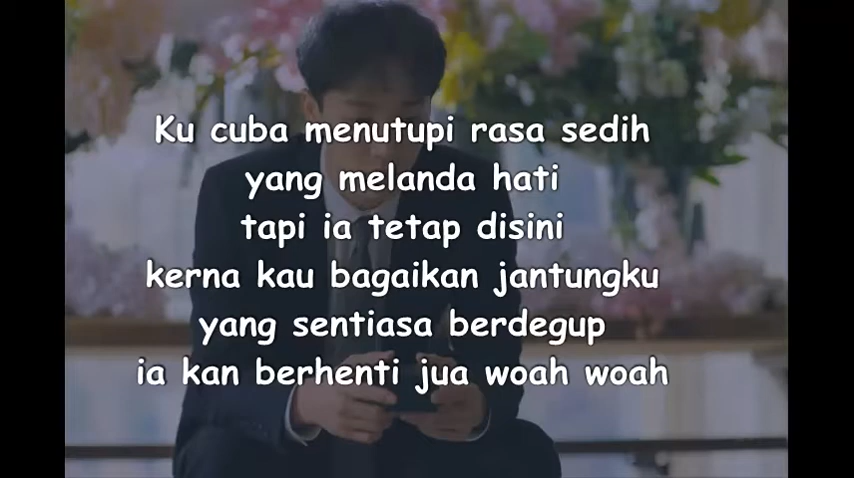 Ku cuba menutupi rasa sedih
yang melanda hati
tapi ia tetap disini
kerna kau bagaikan jantungku
yang sentiasa berdegup
ia kan berhenti jua woah woah